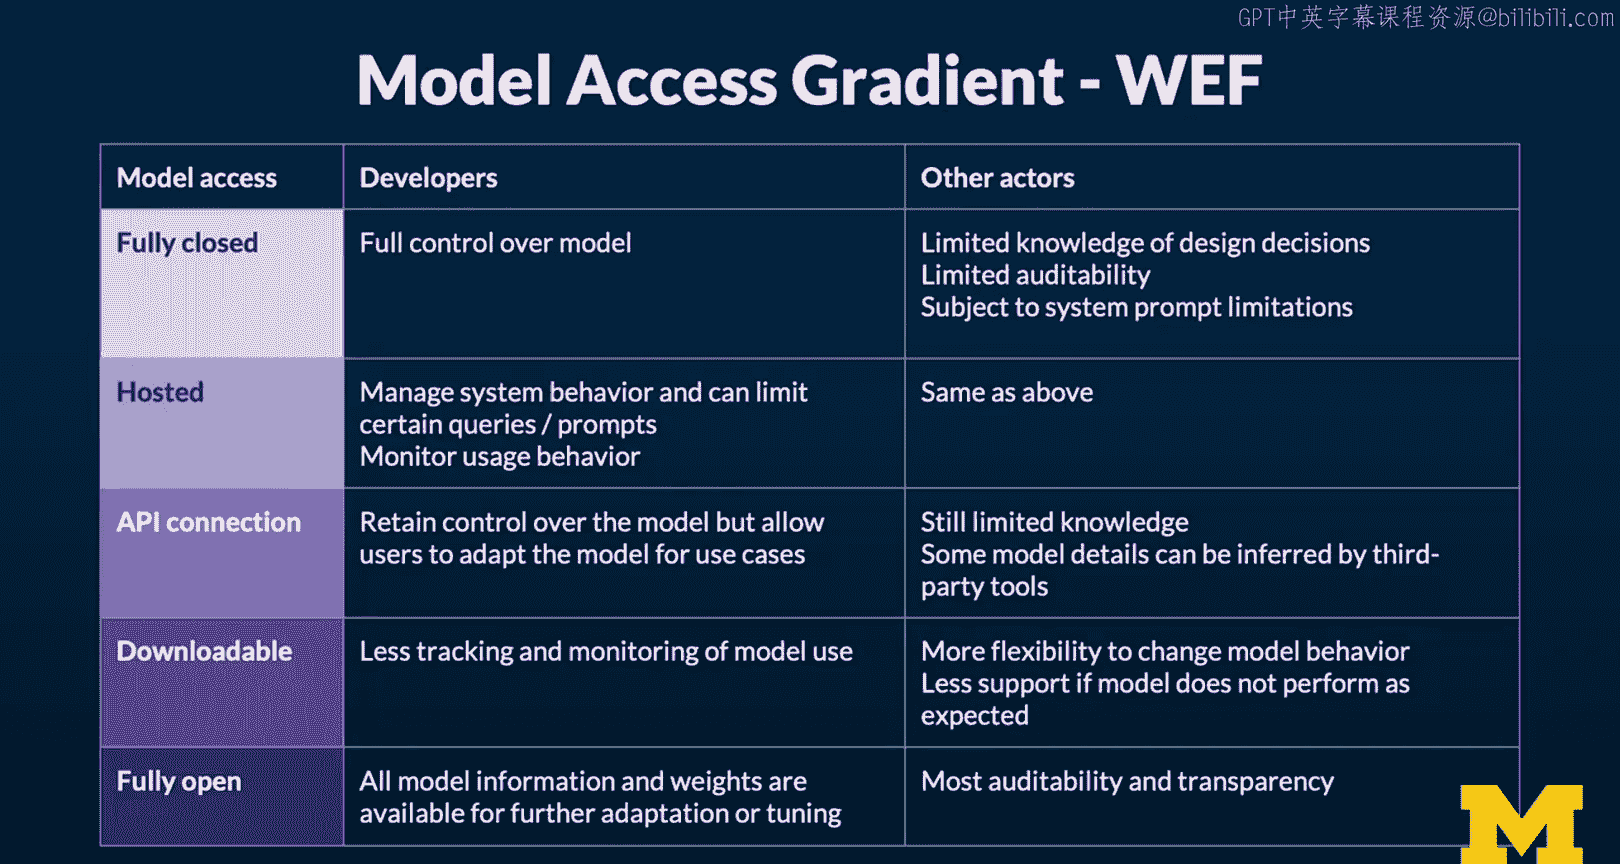 GPT中英字幕课程资源@bilibili.com
Model Access Gradient - WEF
Model access
Developers
Other actors
Fully closed
Full control over model
Limited knowledge of design decisions
Limited auditability
Subject to system prompt limitations
Hosted
Manage system behavior and can limit
certain queries / prompts
Monitor usage behavior
Same as above
API connection
Retain control over the model but allow
users to adapt the model for use cases
Still limited knowledge
Some model details can be inferred by third-
party tools
Downloadable
Less tracking and monitoring of model use
More flexibility to change model behavior
Less support if model does not perform as
expected
Fully open
All model information and weights are
available for further adaptation or tuning
Most auditability and transparency
M